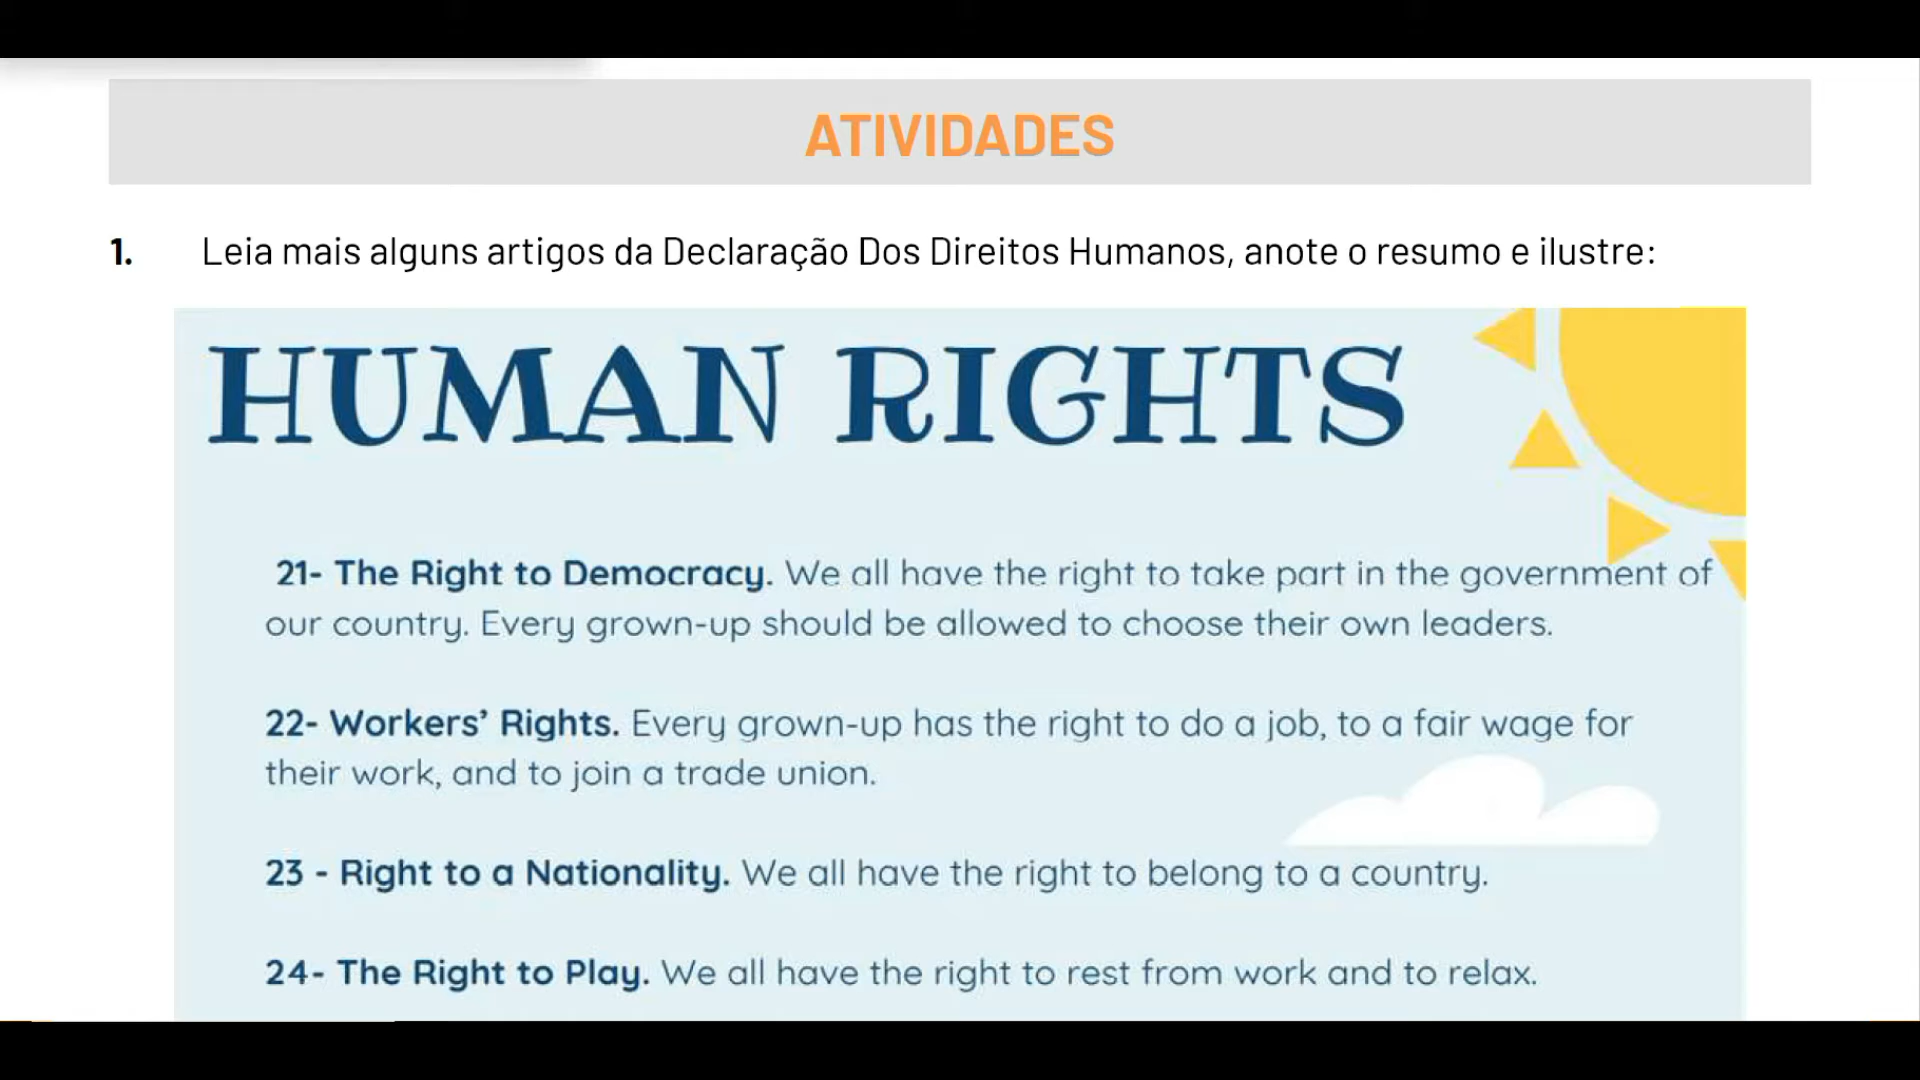 ATIVIDADES
1. Leia mais alguns artigos da Declaração Dos Direitos Humanos, anote o resumo e ilustre:
HUMAN RIGHTS
21- The Right to Democracy. We all have the right to take part in the government of
our country. Every grown-up should be allowed to choose their own leaders.
22- Workers’ Rights. Every grown-up has the right to do a job, to a fair wage for
their work, and to join a trade union.
23 - Right to a Nationality. We all have the right to belong to a country.
24- The Right to Play. We all have the right to rest from work and to relax.